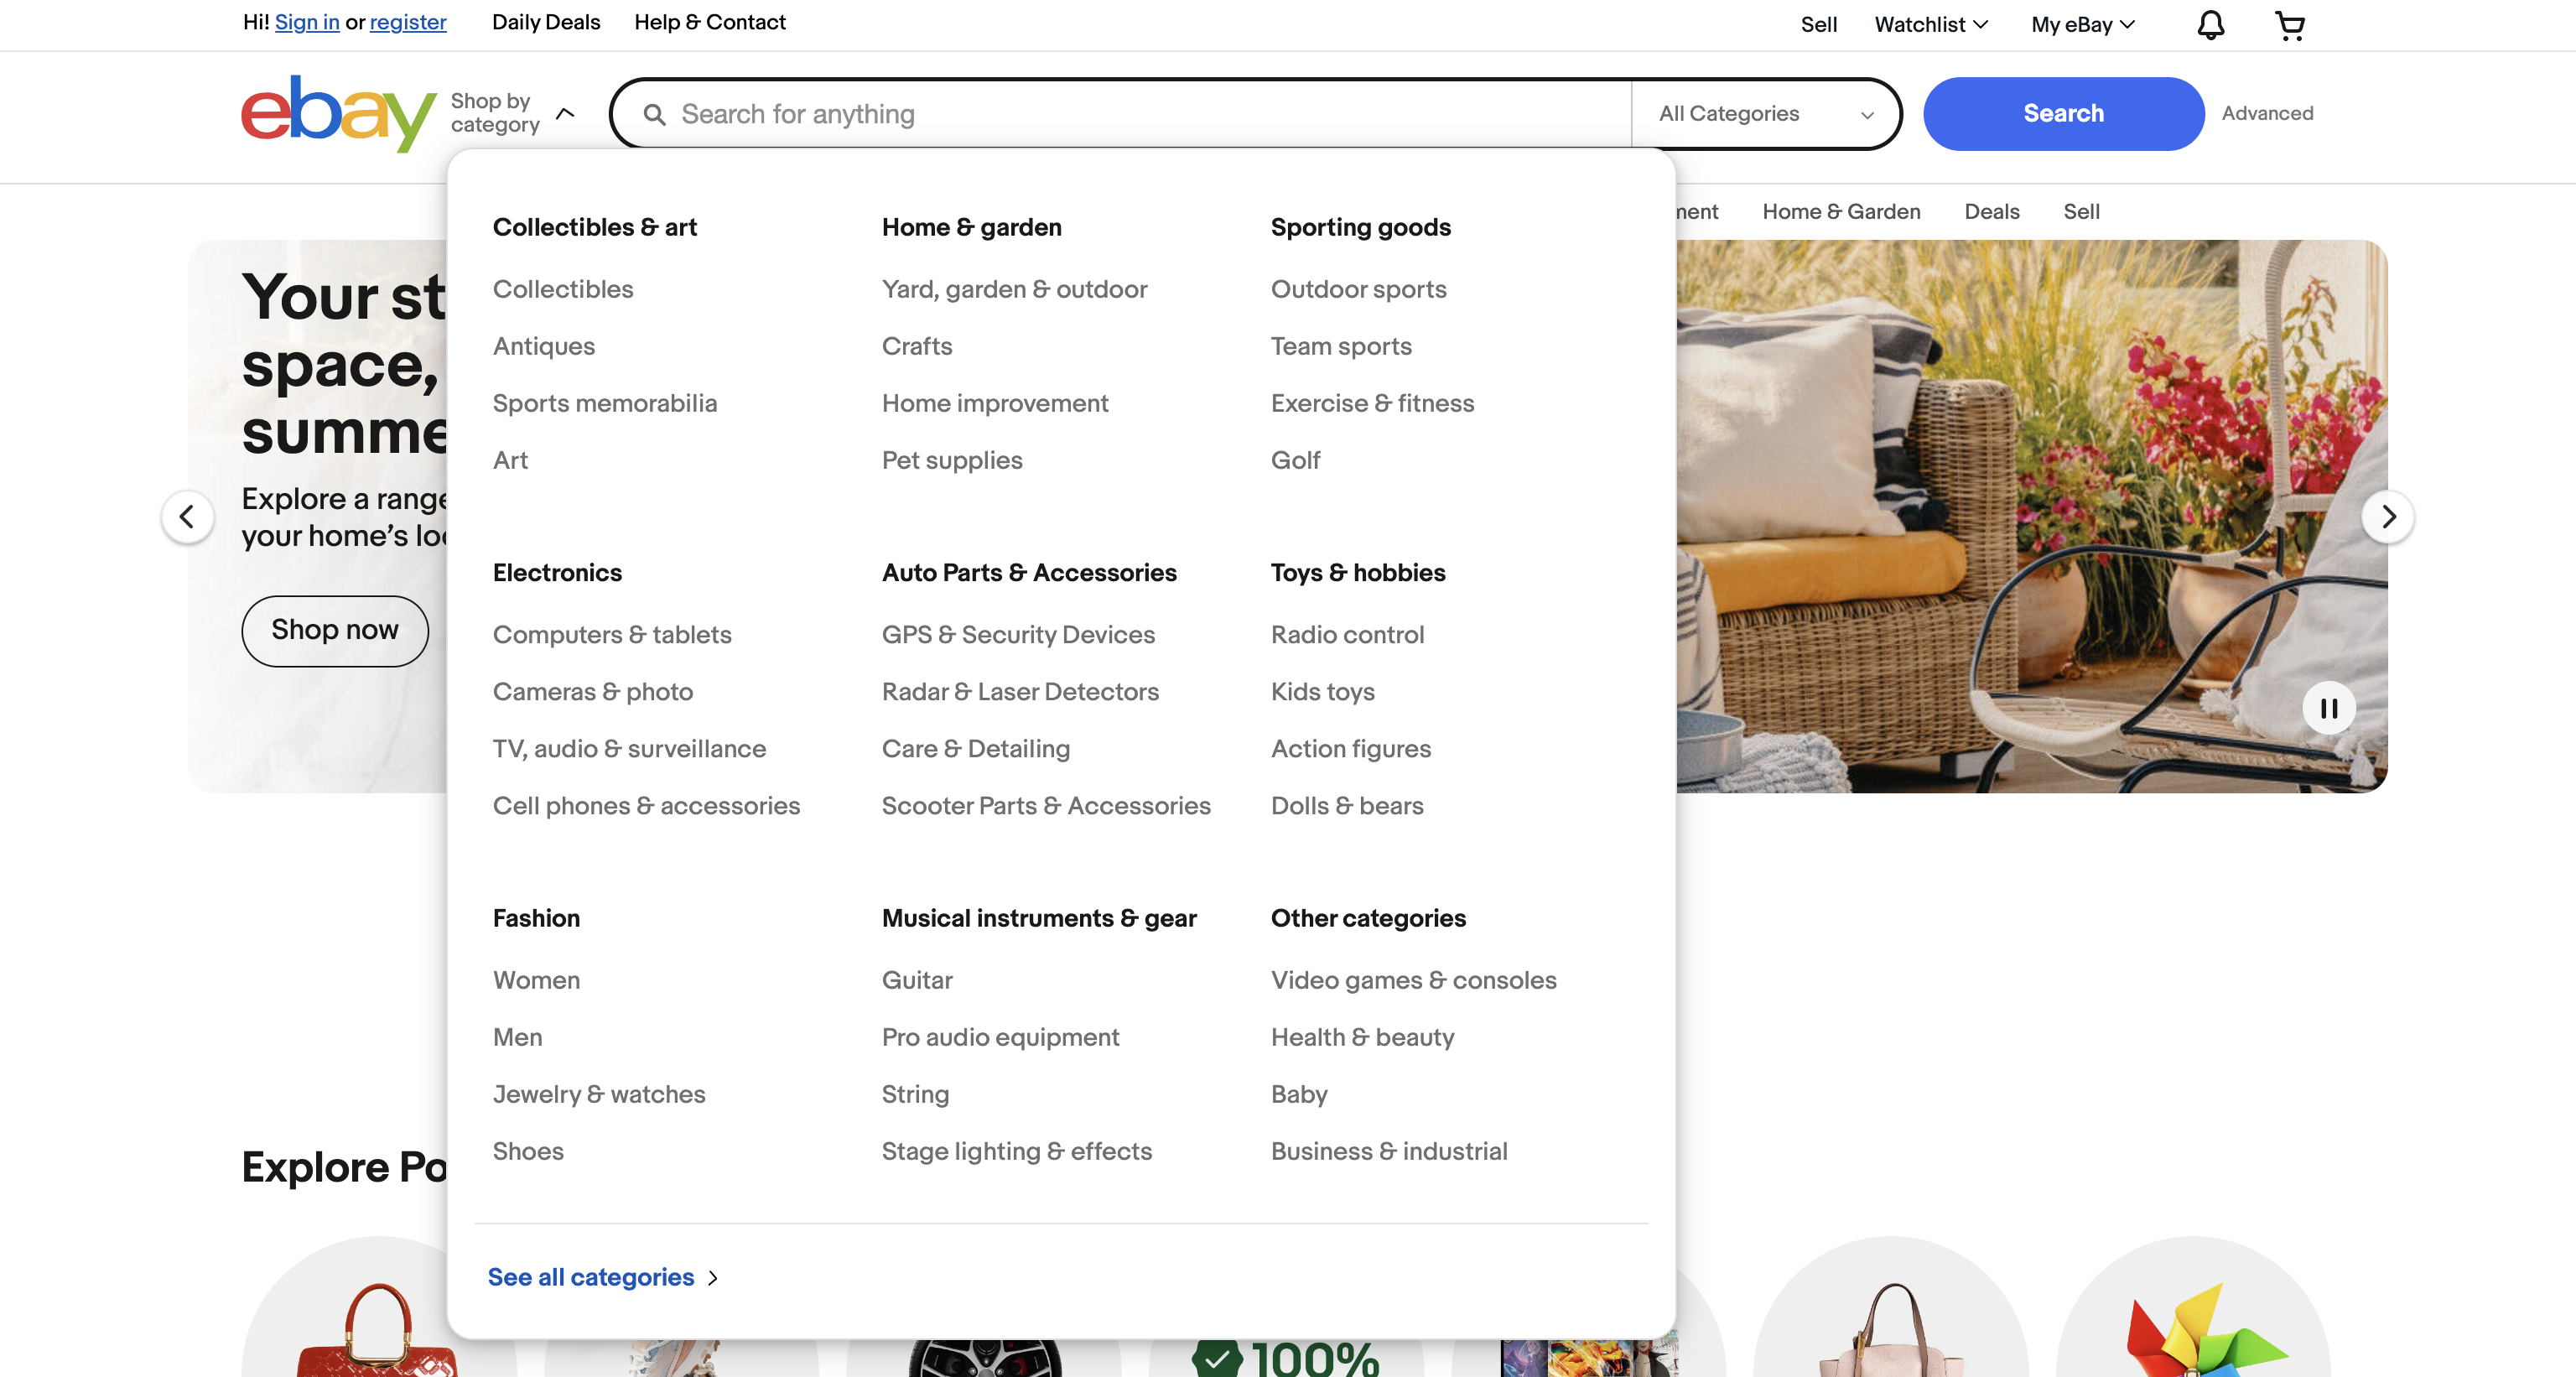 Hi! Sign in or register
Daily Deals
Help & Contact
Sell
Watchlist
My eBay
ebay
Shop by
category
Search for anything
All Categories
Search
Advanced
Home & Garden
Deals
Sell
Your
space,
Explore a
your home's
Shop now
Collectibles & art
Collectibles
Antiques
Sports memorabilia
Art
Home & garden
Yard, garden & outdoor
Crafts
Home improvement
Pet supplies
Sporting goods
Outdoor sports
Team sports
Exercise & fitness
Golf
Electronics
Computers & tablets
Cameras & photo
TV, audio & surveillance
Cell phones & accessories
Auto Parts & Accessories
GPS & Security Devices
Radar & Laser Detectors
Care & Detailing
Scooter Parts & Accessories
Toys & hobbies
Radio control
Kids toys
Action figures
Dolls & bears
Fashion
Women
Men
Jewelry & watches
Shoes
Musical instruments & gear
Guitar
Pro audio equipment
String
Stage lighting & effects
Other categories
Video games & consoles
Health & beauty
Baby
Business & industrial
See all categories
Explore
100%